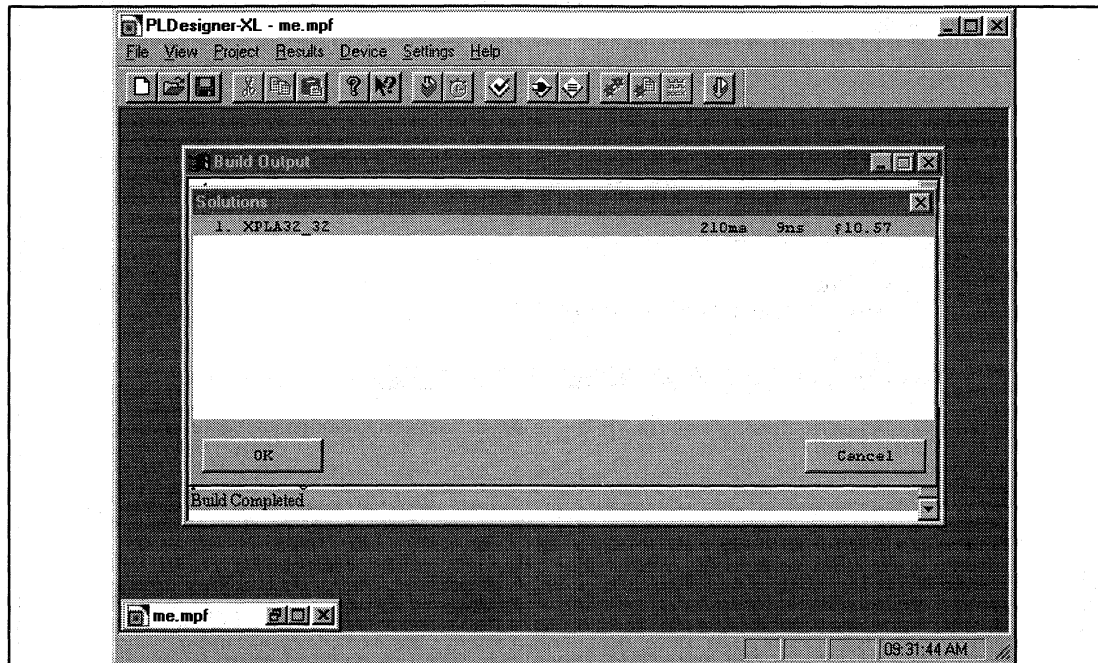 PLDesigner-XL - me.mpf
File View Project Results Device Settings Help
Build Output
Solutions
1. XPLA32_32 210ma 9ns $10.57
OK Cancel
Build Completed
me.mpf
09:31:44 AM